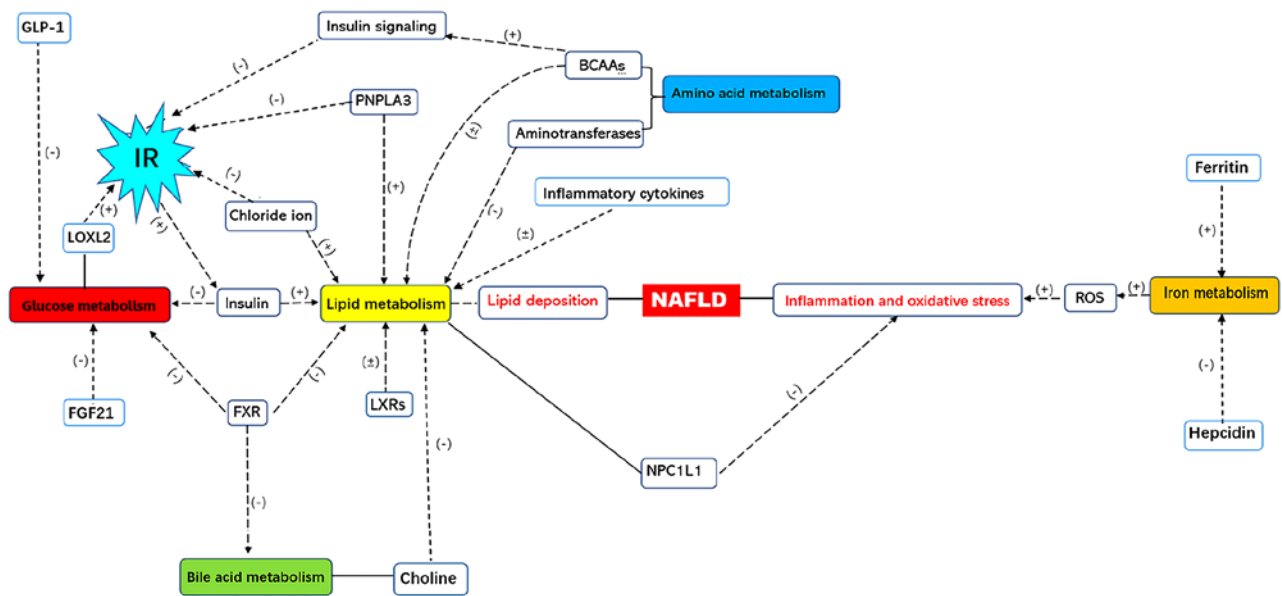 GLP-1
Insulin signaling
(+)
BCAAs
(-)
(-)
PNPLA3
(±)
Amino acid metabolism
Aminotransferases
(-)
IR
(-)
(+)
(-)
Inflammatory cytokines
Ferritin
(+)
(+)
Chloride ion
(±)
(+)
LOXL2
(+)
Glucose metabolism
(-)
Insulin
(+)
Lipid metabolism
Lipid deposition
NAFLD
Inflammation and oxidative stress
(+)
ROS
(+)
Iron metabolism
(-)
(-)
(-)
(±)
(-)
(-)
FGF21
FXR
LXRs
(-)
Hepcidin
NPC1L1
(-)
Bile acid metabolism
Choline